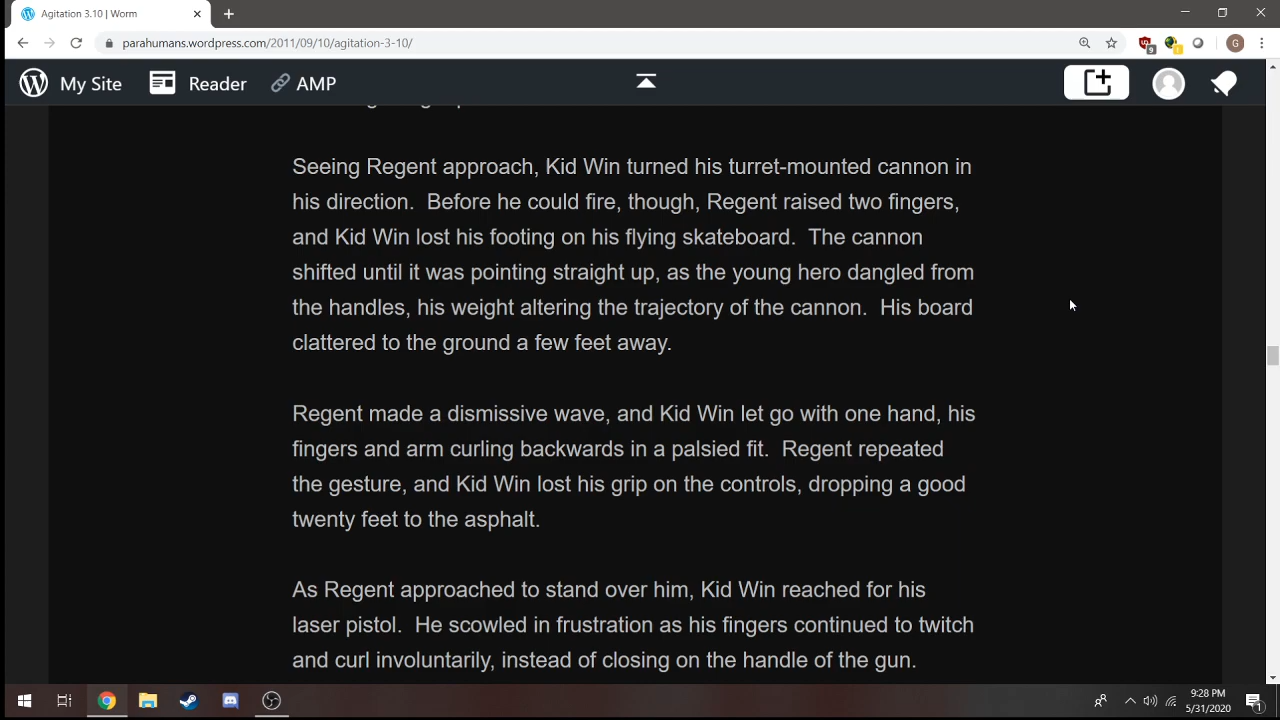 Agitation 3.10 | Worm
parahumans.wordpress.com/2011/09/10/agitation-3-10/
My Site
Reader
AMP
Seeing Regent approach, Kid Win turned his turret-mounted cannon in
his direction.  Before he could fire, though, Regent raised two fingers,
and Kid Win lost his footing on his flying skateboard.  The cannon
shifted until it was pointing straight up, as the young hero dangled from
the handles, his weight altering the trajectory of the cannon.  His board
clattered to the ground a few feet away.
Regent made a dismissive wave, and Kid Win let go with one hand, his
fingers and arm curling backwards in a palsied fit.  Regent repeated
the gesture, and Kid Win lost his grip on the controls, dropping a good
twenty feet to the asphalt.
As Regent approached to stand over him, Kid Win reached for his
laser pistol.  He scowled in frustration as his fingers continued to twitch
and curl involuntarily, instead of closing on the handle of the gun.
9:28 PM
5/31/2020